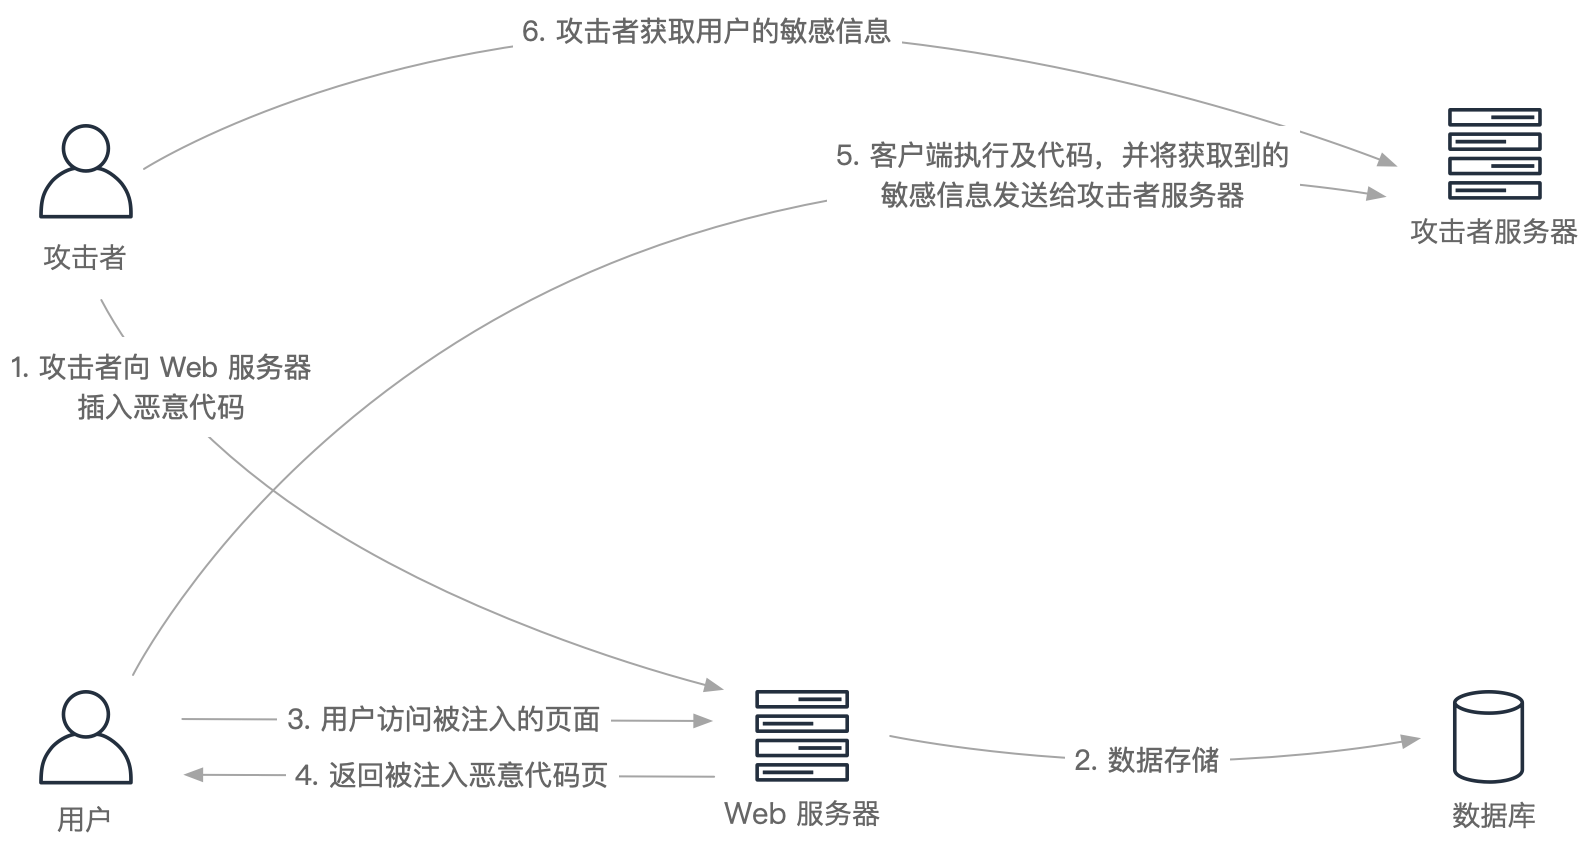 6. 攻击者获取用户的敏感信息
5. 客户端执行及代码，并将获取到的
敏感信息发送给攻击者服务器
攻击者服务器
攻击者
1. 攻击者向 Web 服务器
插入恶意代码
3. 用户访问被注入的页面
2. 数据存储
4. 返回被注入恶意代码页
用户
Web 服务器
数据库